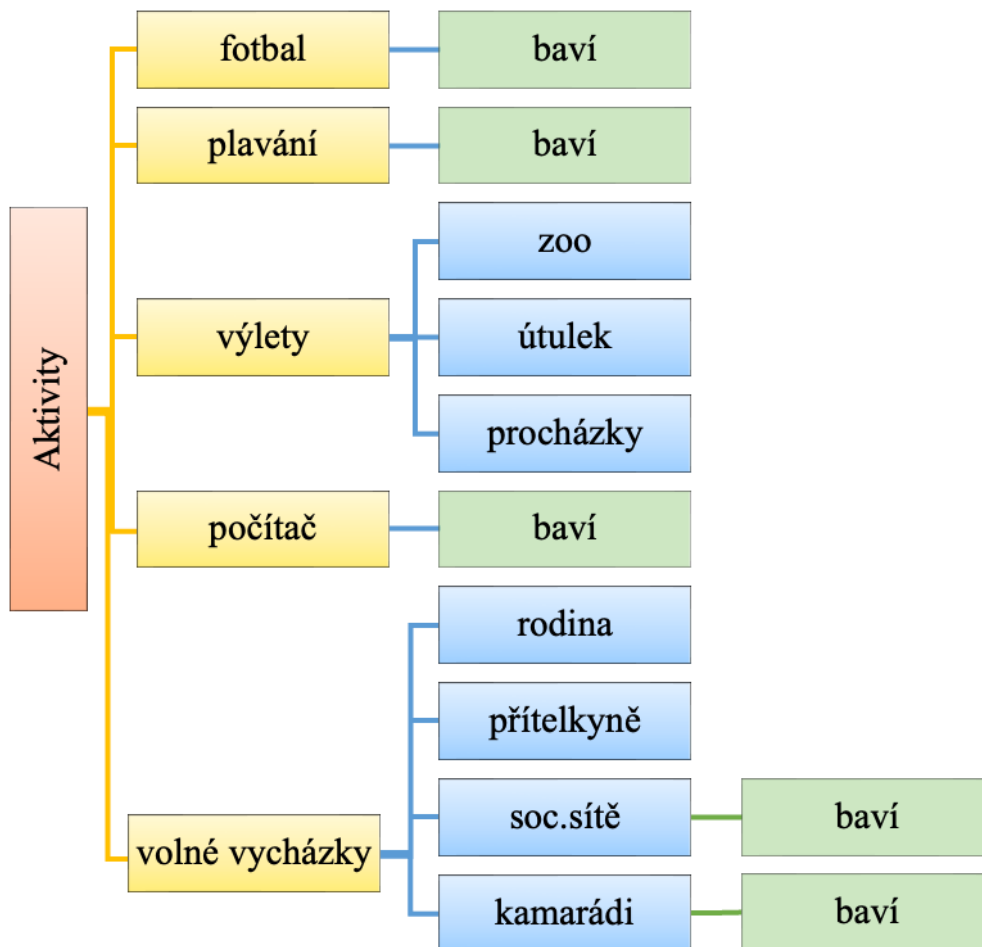 Aktivity
fotbal
baví
plavání
baví
výlety
zoo
útulek
procházky
počítač
baví
volné vycházky
rodina
přítelkyně
soc.sítě
baví
kamarádi
baví